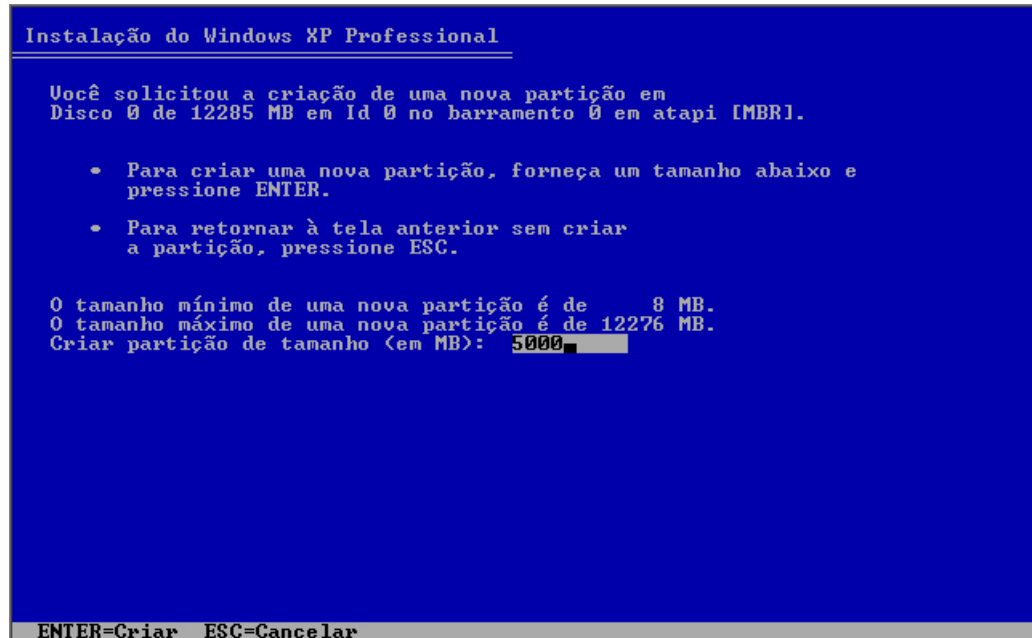 Instalação do Windows XP Professional
Você solicitou a criação de uma nova partição em
Disco 0 de 12285 MB em Id 0 no barramento 0 em atapi [MBR].
• Para criar uma nova partição, forneça um tamanho abaixo e
pressione ENTER.
• Para retornar à tela anterior sem criar
a partição, pressione ESC.
O tamanho mínimo de uma nova partição é de 8 MB.
O tamanho máximo de uma nova partição é de 12276 MB.
Criar partição de tamanho (em MB): 5000
ENTER=Criar ESC=Cancelar